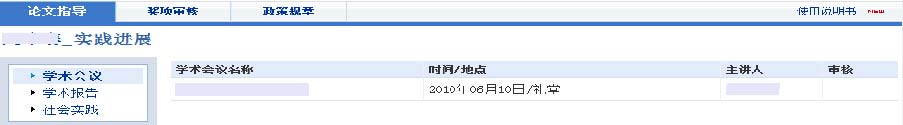 论文指导 奖项审核 政策规章 使用说明书 New
_实践进展
学术会议
学术报告
社会实践
学术会议名称 时间/地点 主讲人 审核
2010年06月10日/礼堂